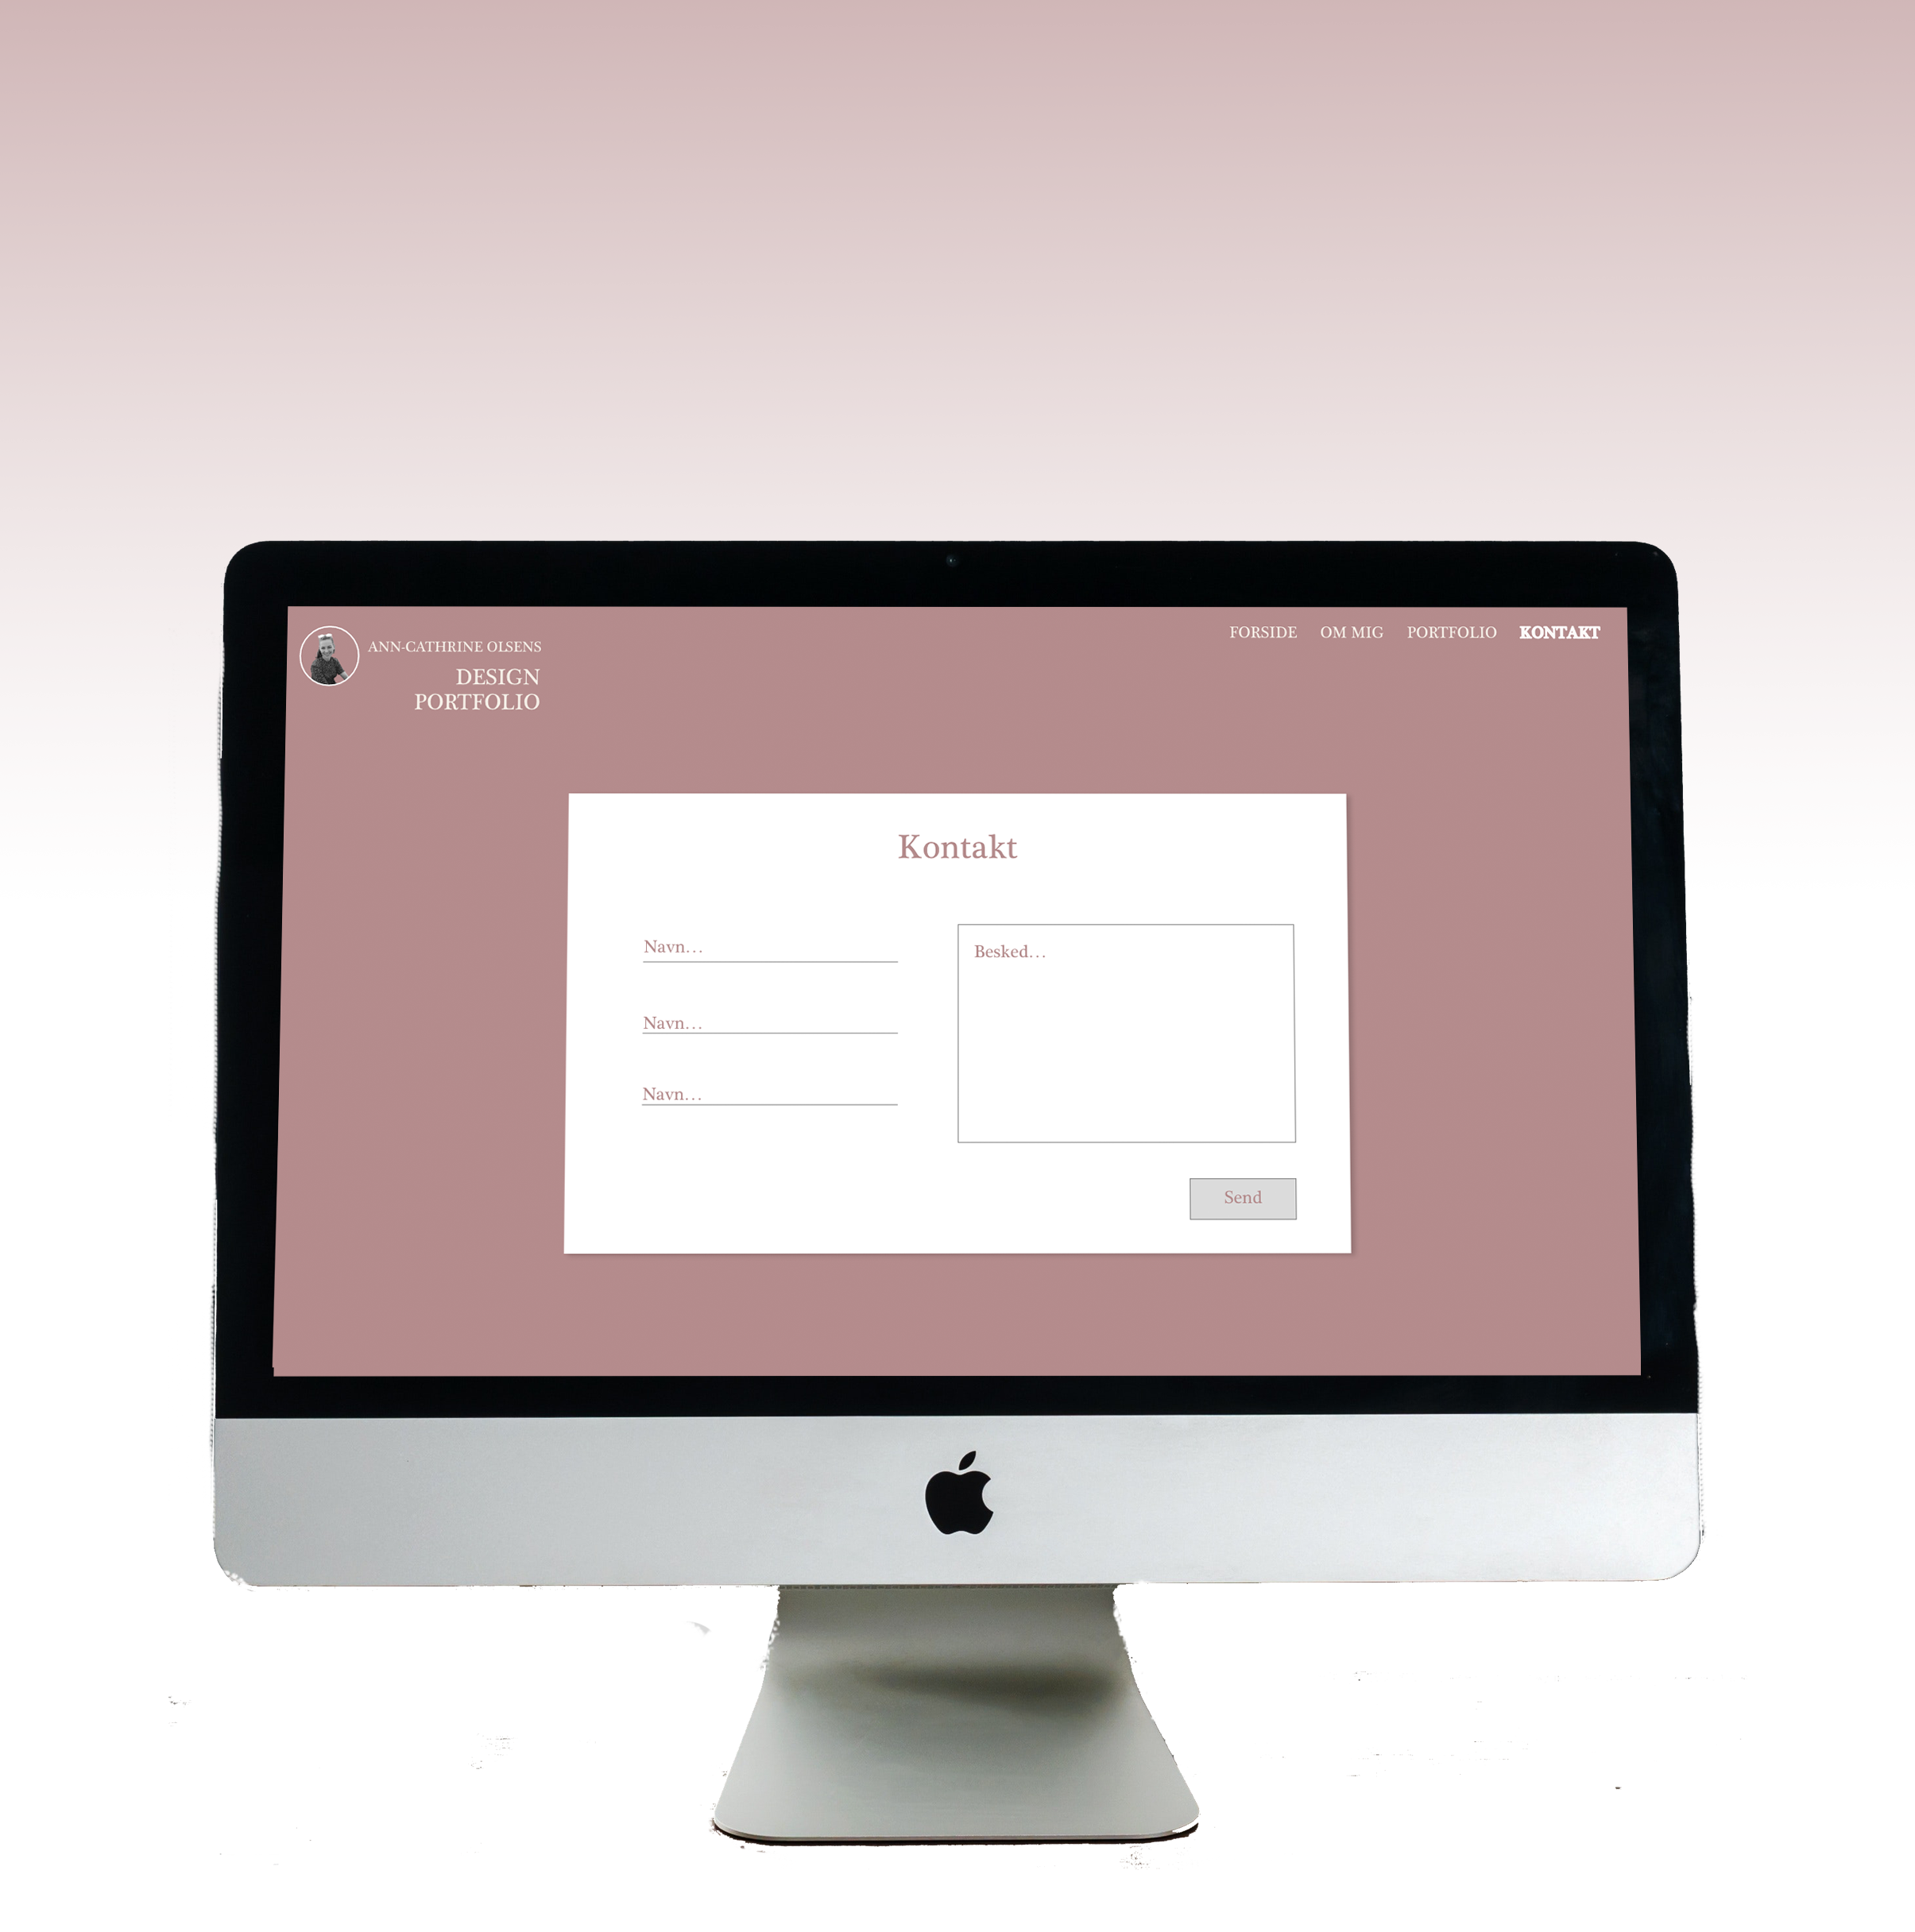 ANN-CATHRINE OLSENS
DESIGN
PORTFOLIO
FORSIDE OM MIG PORTFOLIO KONTAKT
Kontakt
Navn...
Navn...
Navn...
Besked...
Send